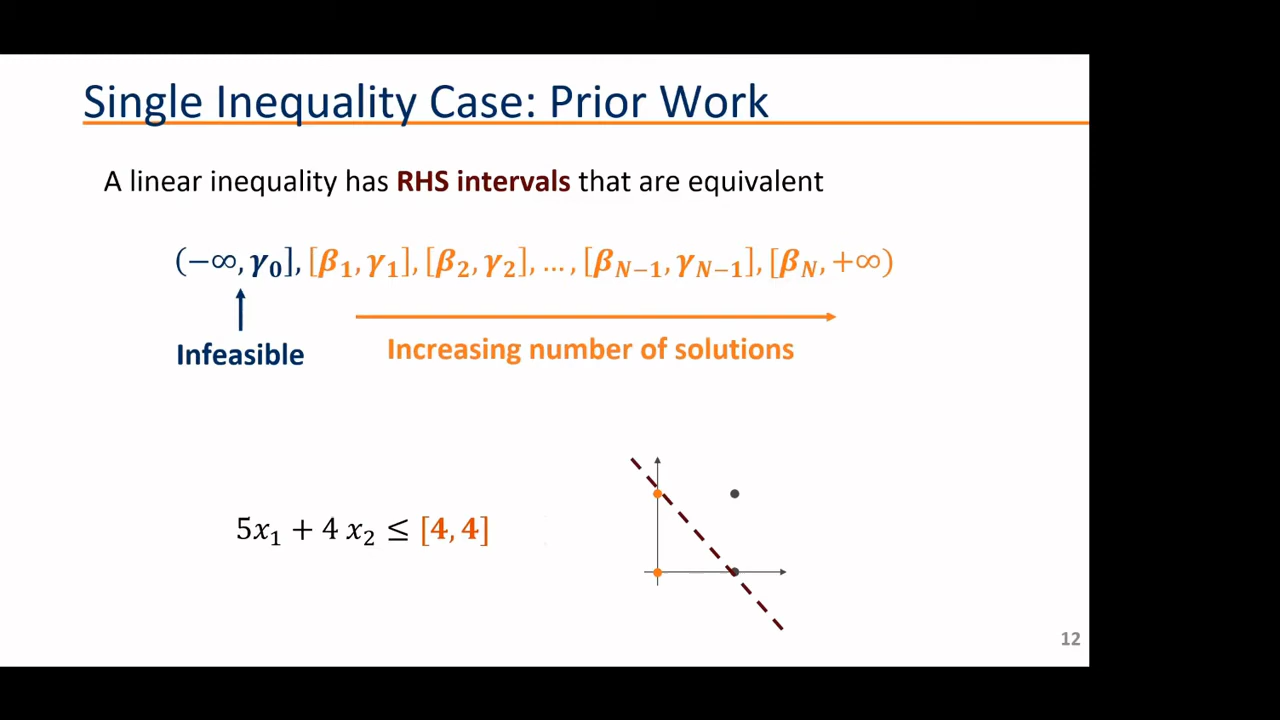 Single Inequality Case: Prior Work
A linear inequality has RHS intervals that are equivalent
(−∞, γ₀], [β₁, γ₁], [β₂, γ₂], … , [β_{N−1}, γ_{N−1}], [β_N, +∞)
Infeasible
Increasing number of solutions
5x₁ + 4 x₂ ≤ [4, 4]
12